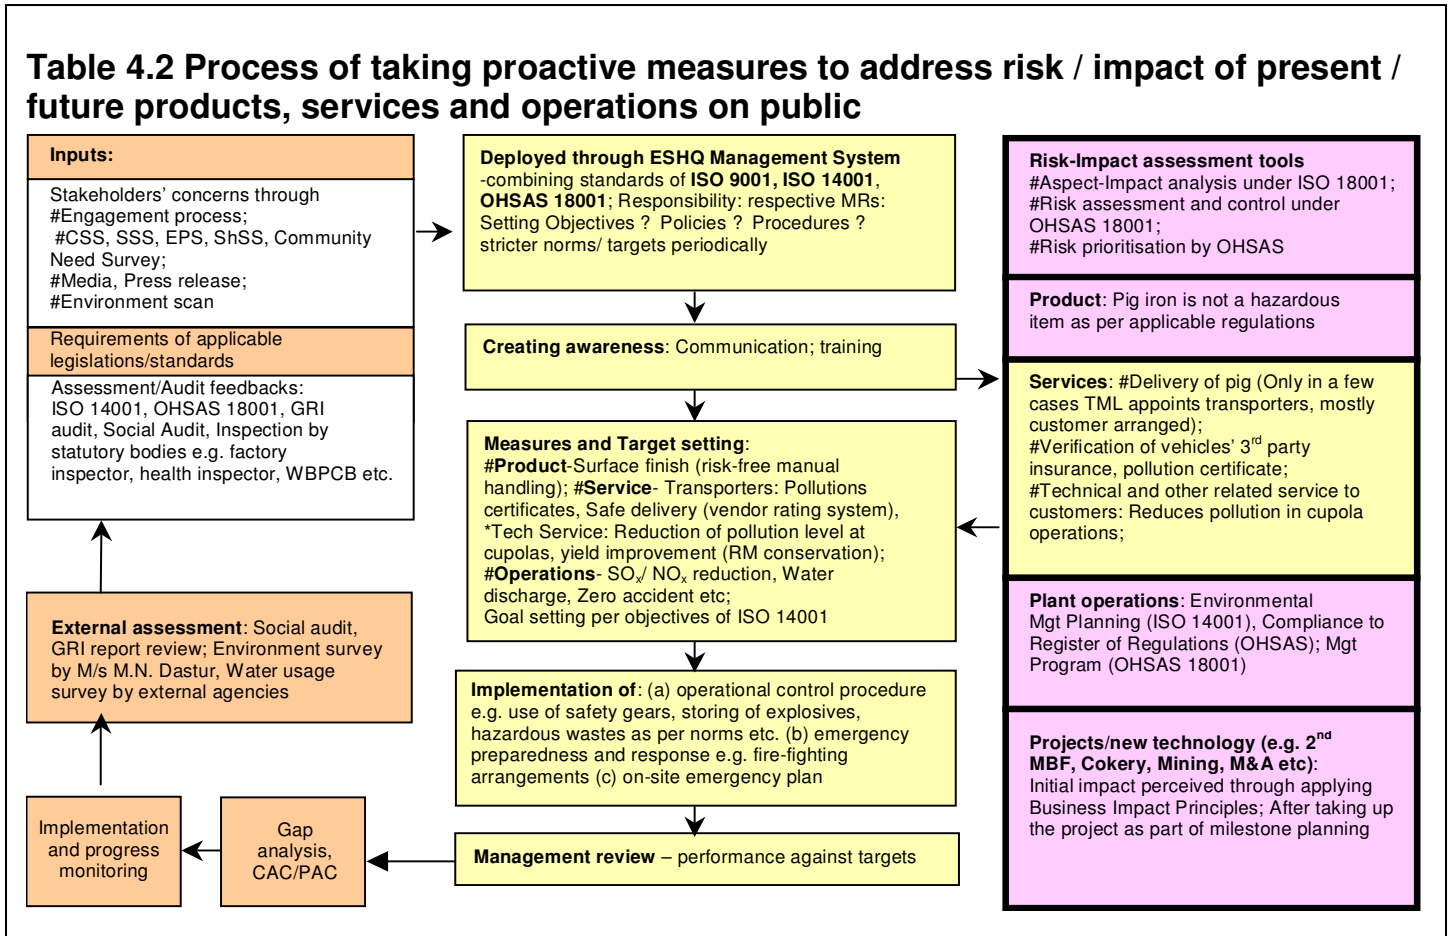 Table 4.2 Process of taking proactive measures to address risk / impact of present /
future products, services and operations on public
Inputs:
Stakeholders' concerns through
#Engagement process;
#CSS, SSS, EPS, ShSS, Community
Need Survey;
#Media, Press release;
#Environment scan
Requirements of applicable
legislations/standards
Assessment/Audit feedbacks:
ISO 14001, OHSAS 18001, GRI
audit, Social Audit, Inspection by
statutory bodies e.g. factory
inspector, health inspector, WBPCB etc.
External assessment: Social audit,
GRI report review; Environment survey
by M/s M.N. Dastur, Water usage
survey by external agencies
Implementation
and progress
monitoring
Gap
analysis,
CAC/PAC
Deployed through ESHQ Management System
-combining standards of ISO 9001, ISO 14001,
OHSAS 18001; Responsibility: respective MRs:
Setting Objectives ? Policies ? Procedures ?
stricter norms/ targets periodically
Creating awareness: Communication; training
Measures and Target setting:
#Product-Surface finish (risk-free manual
handling); #Service- Transporters: Pollutions
certificates, Safe delivery (vendor rating system),
*Tech Service: Reduction of pollution level at
cupolas, yield improvement (RM conservation);
#Operations- SOx/ NOx reduction, Water
discharge, Zero accident etc;
Goal setting per objectives of ISO 14001
Implementation of: (a) operational control procedure
e.g. use of safety gears, storing of explosives,
hazardous wastes as per norms etc. (b) emergency
preparedness and response e.g. fire-fighting
arrangements (c) on-site emergency plan
Management review – performance against targets
Risk-Impact assessment tools
#Aspect-Impact analysis under ISO 18001;
#Risk assessment and control under
OHSAS 18001;
#Risk prioritisation by OHSAS
Product: Pig iron is not a hazardous
item as per applicable regulations
Services: #Delivery of pig (Only in a few
cases TML appoints transporters, mostly
customer arranged);
#Verification of vehicles' 3rd party
insurance, pollution certificate;
#Technical and other related service to
customers: Reduces pollution in cupola
operations;
Plant operations: Environmental
Mgt Planning (ISO 14001), Compliance to
Register of Regulations (OHSAS); Mgt
Program (OHSAS 18001)
Projects/new technology (e.g. 2nd
MBF, Cokery, Mining, M&A etc):
Initial impact perceived through applying
Business Impact Principles; After taking up
the project as part of milestone planning